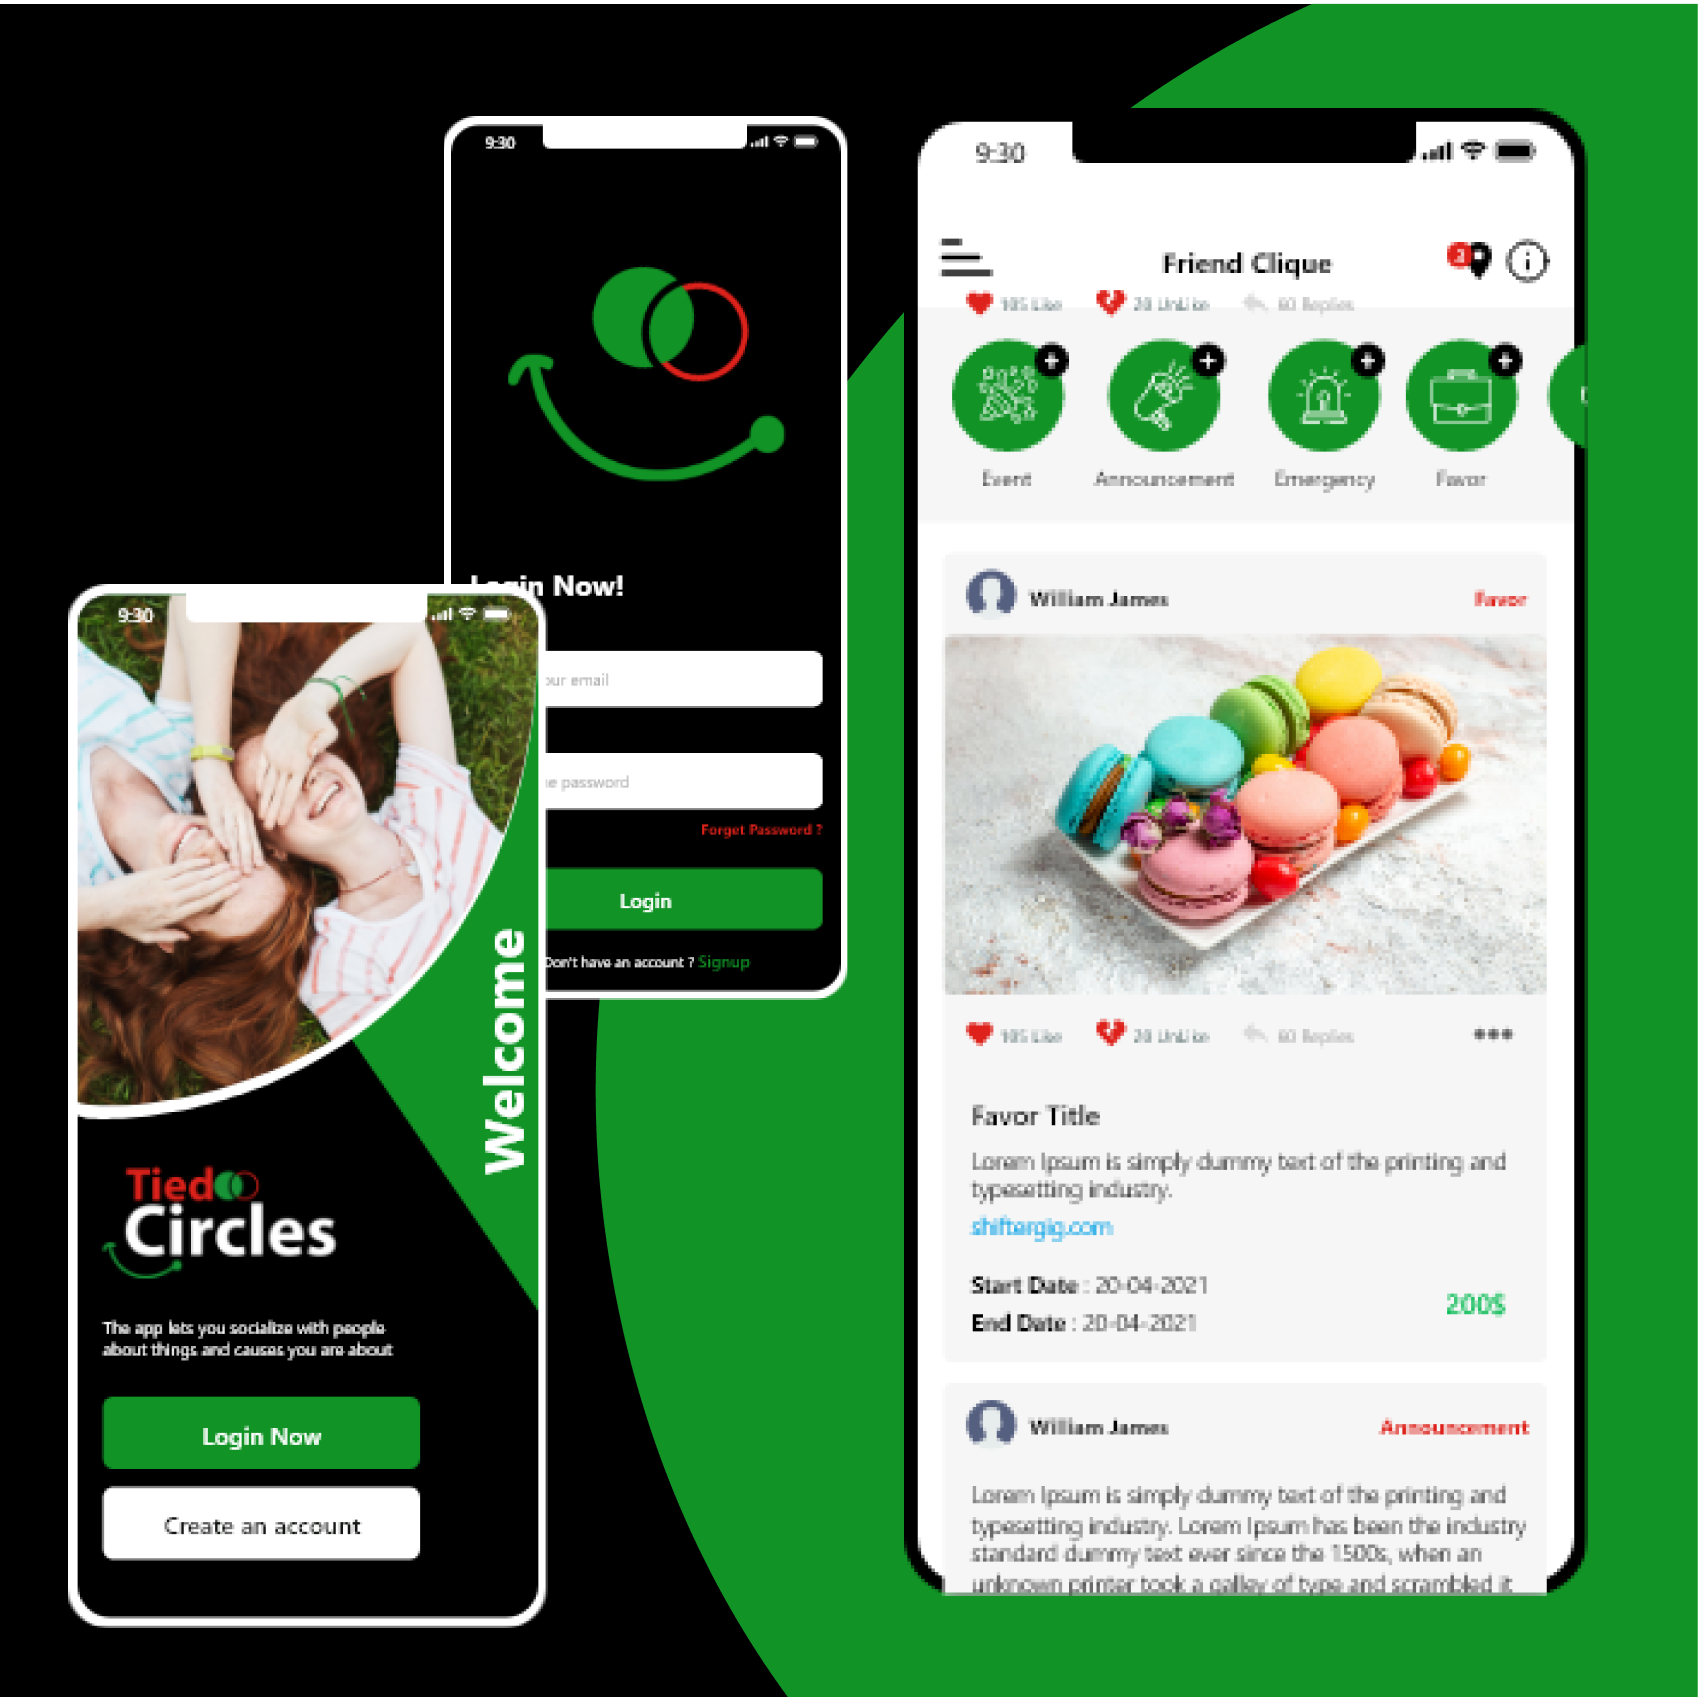 9:30
Login Now!
our email
e password
Forget Password ?
Login
Don't have an account ? Signup
9:30
Welcome
Tied
Circles
The app lets you socialize with people
about things and causes you are about
Login Now
Create an account
9:30
Friend Clique
2
105 Like
20 UnLike
60 Replies
Event
Announcement
Emergency
Favor
William James
Favor
105 Like
20 UnLike
60 Replies
Favor Title
Lorem Ipsum is simply dummy text of the printing and
typesetting industry.
shiftergig.com
Start Date : 20-04-2021
End Date : 20-04-2021
200$
William James
Announcement
Lorem Ipsum is simply dummy text of the printing and
typesetting industry. Lorem Ipsum has been the industry
standard dummy text ever since the 1500s, when an
unknown printer took a galley of type and scrambled it